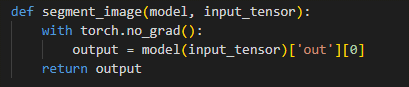 def segment_image(model, input_tensor):
    with torch.no_grad():
        output = model(input_tensor)['out'][0]
    return output